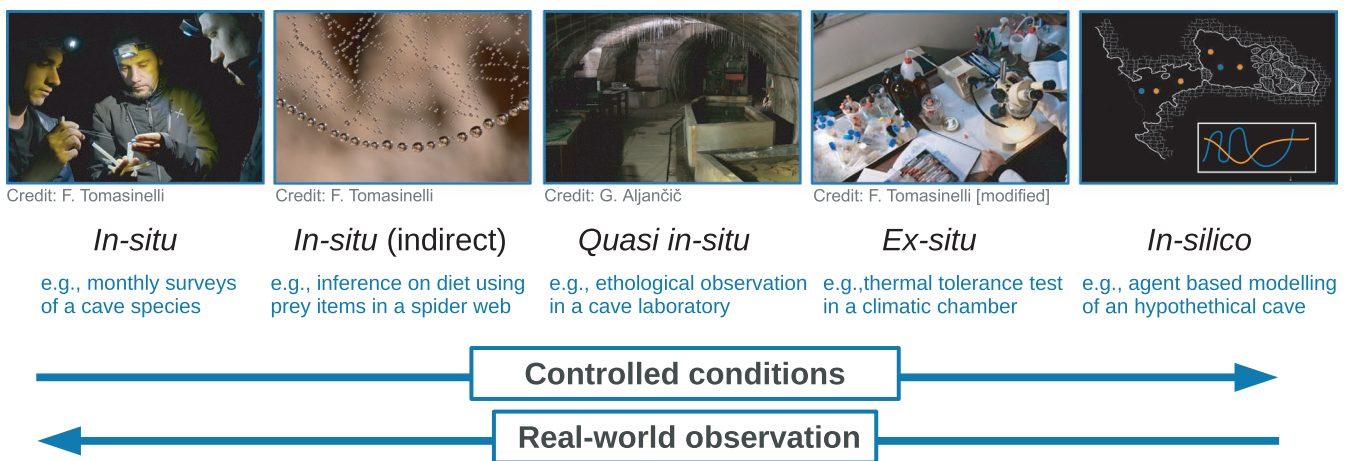 Credit: F. Tomasinelli
Credit: F. Tomasinelli
Credit: G. Aljančič
Credit: F. Tomasinelli [modified]
In-situ
In-situ (indirect)
Quasi in-situ
Ex-situ
In-silico
e.g., monthly surveys
of a cave species
e.g., inference on diet using
prey items in a spider web
e.g., ethological observation
in a cave laboratory
e.g.,thermal tolerance test
in a climatic chamber
e.g., agent based modelling
of an hypothethical cave
Controlled conditions
Real-world observation